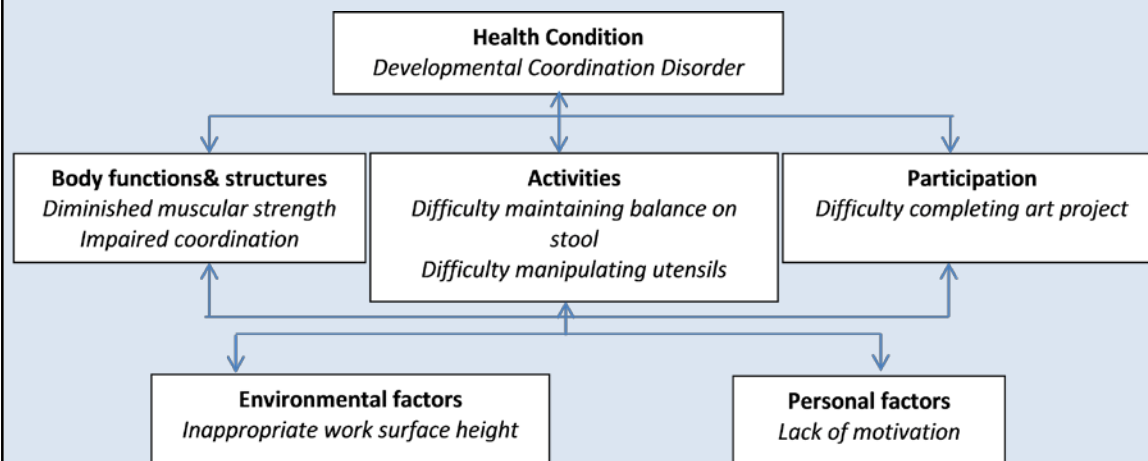 Health Condition
Developmental Coordination Disorder
Body functions& structures
Diminished muscular strength
Impaired coordination
Activities
Difficulty maintaining balance on
stool
Difficulty manipulating utensils
Participation
Difficulty completing art project
Environmental factors
Inappropriate work surface height
Personal factors
Lack of motivation